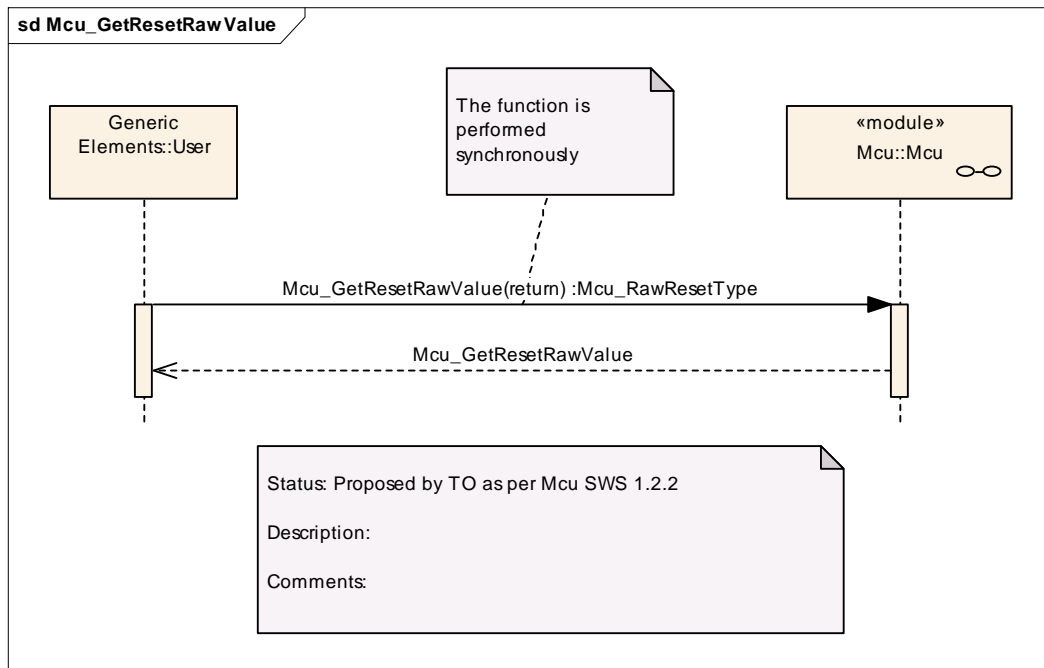 sd Mcu_GetResetRawValue
Generic
Elements::User
The function is
performed
synchronously
«module»
Mcu::Mcu
Mcu_GetResetRawValue(return) :Mcu_RawResetType
Mcu_GetResetRawValue
Status: Proposed by TO as per Mcu SWS 1.2.2
Description:
Comments: